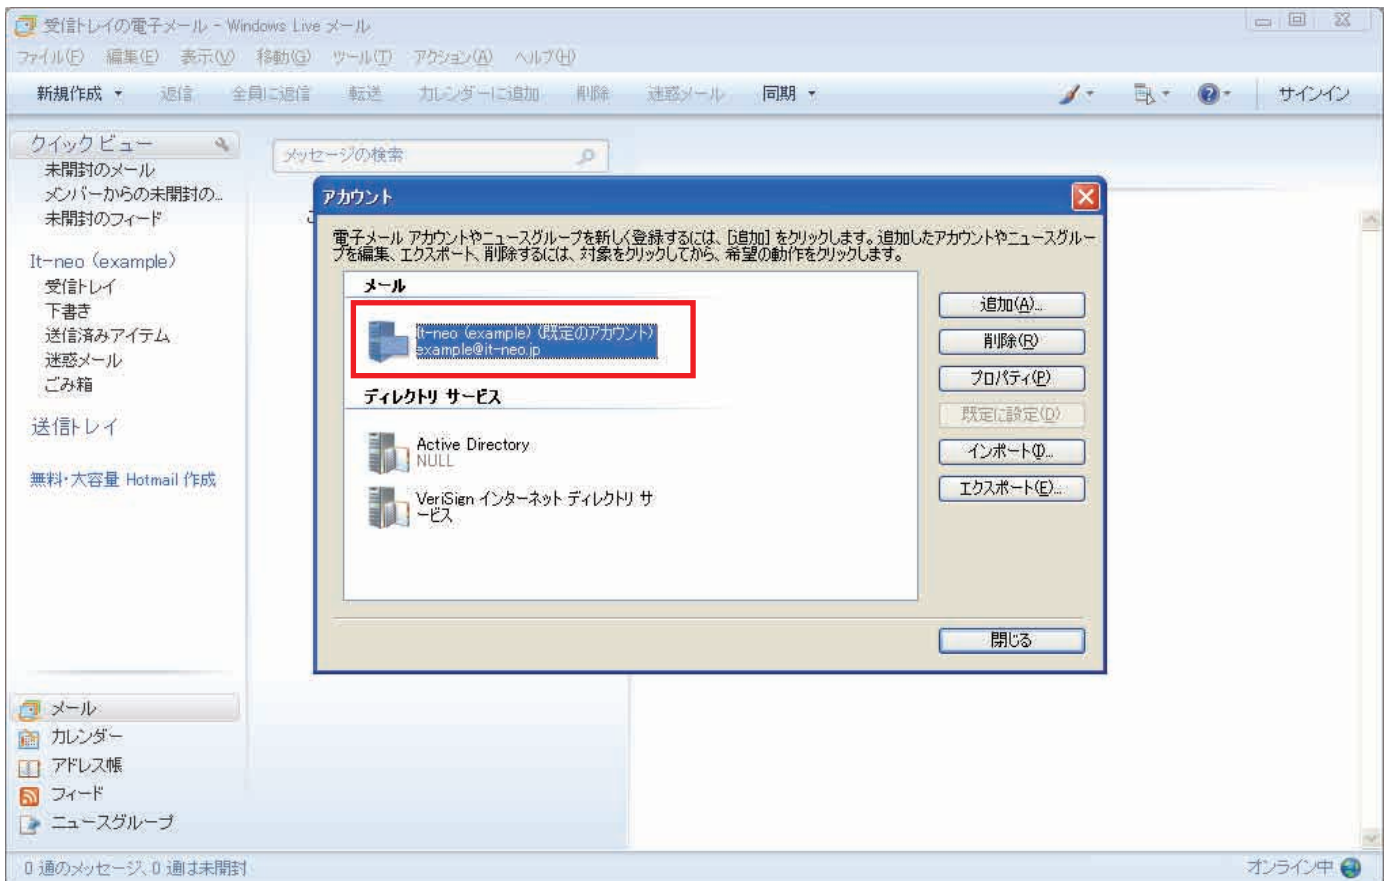 受信トレイの電子メール - Windows Live メール
ファイル(F) 編集(E) 表示(V) 移動(G) ツール(T) アクション(A) ヘルプ(H)
新規作成 返信 全員に返信 転送 カレンダーに追加 削除 迷惑メール 同期 サインイン
クイック ビュー
未開封のメール
メンバーからの未開封の...
未開封のフィード
It-neo (example)
受信トレイ
下書き
送信済みアイテム
迷惑メール
ごみ箱
送信トレイ
無料・大容量 Hotmail 作成
メール
カレンダー
アドレス帳
フィード
ニュースグループ
メッセージの検索
アカウント
電子メール アカウントやニュースグループを新しく登録するには、[追加] をクリックします。追加したアカウントやニュースグルー
プを編集、エクスポート、削除するには、対象をクリックしてから、希望の動作をクリックします。
メール
It-neo (example) (既定のアカウント)
example@it-neo.jp
ディレクトリ サービス
Active Directory
NULL
VeriSign インターネット ディレクトリ サ
ービス
追加(A)...
削除(R)
プロパティ(P)
既定に設定(D)
インポート(I)...
エクスポート(E)...
閉じる
0 通のメッセージ、0 通は未開封
オンライン中